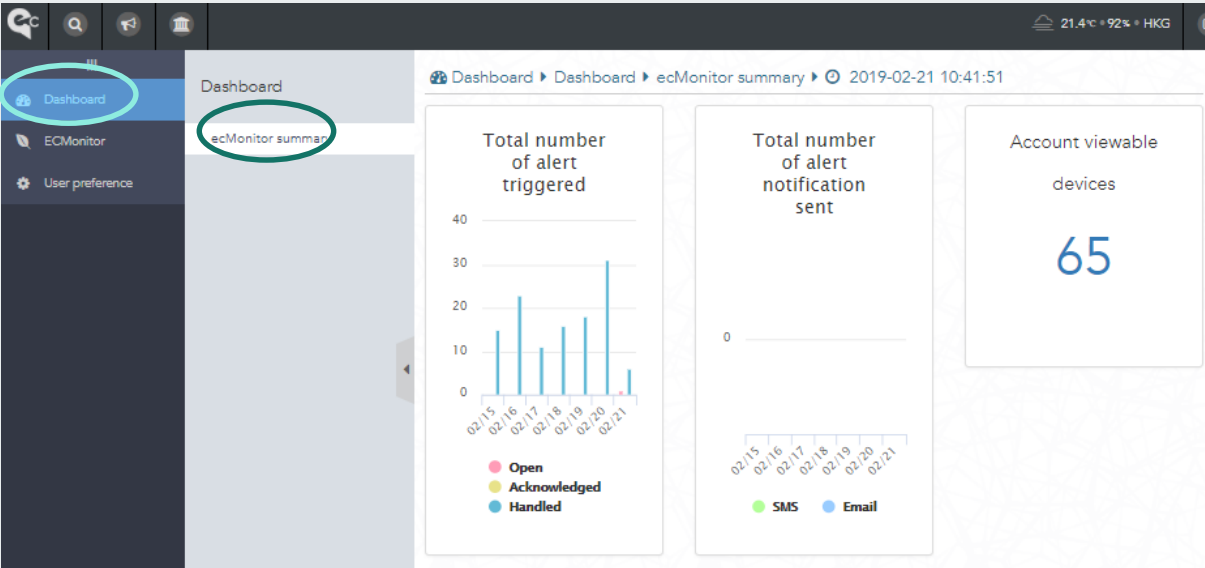 ec
21.4℃ • 92% • HKG
Dashboard
ECMonitor
User preference
Dashboard
ecMonitor summary
Dashboard Dashboard ecMonitor summary 2019-02-21 10:41:51
Total number
of alert
triggered
40
30
20
10
0
02/15 02/16 02/17 02/18 02/19 02/20 02/21
Open
Acknowledged
Handled
Total number
of alert
notification
sent
0
02/15 02/16 02/17 02/18 02/19 02/20 02/21
SMS Email
Account viewable
devices
65